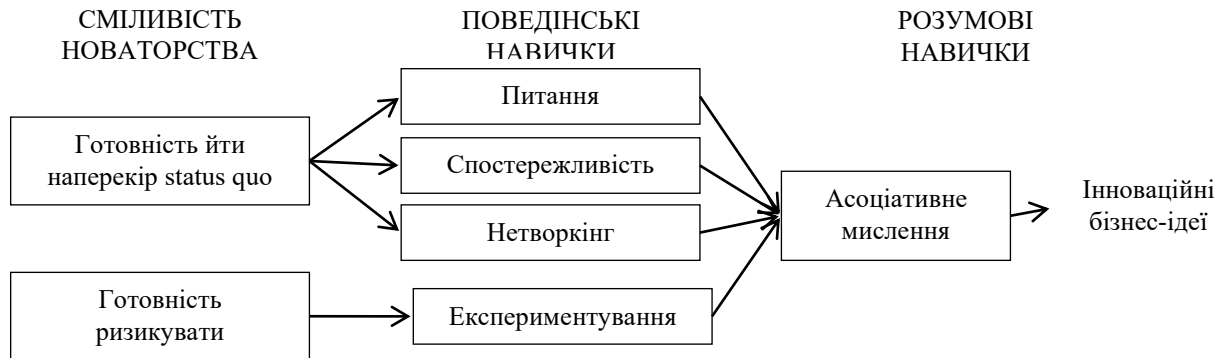 СМІЛИВІСТЬ
НОВАТОРСТВА
ПОВЕДІНСЬКІ
НАВИЧКИ
РОЗУМОВІ
НАВИЧКИ
Готовність йти
наперекір status quo
Готовність
ризикувати
Питання
Спостережливість
Нетворкінг
Експериментування
Асоціативне
мислення
Інноваційні
бізнес-ідеї